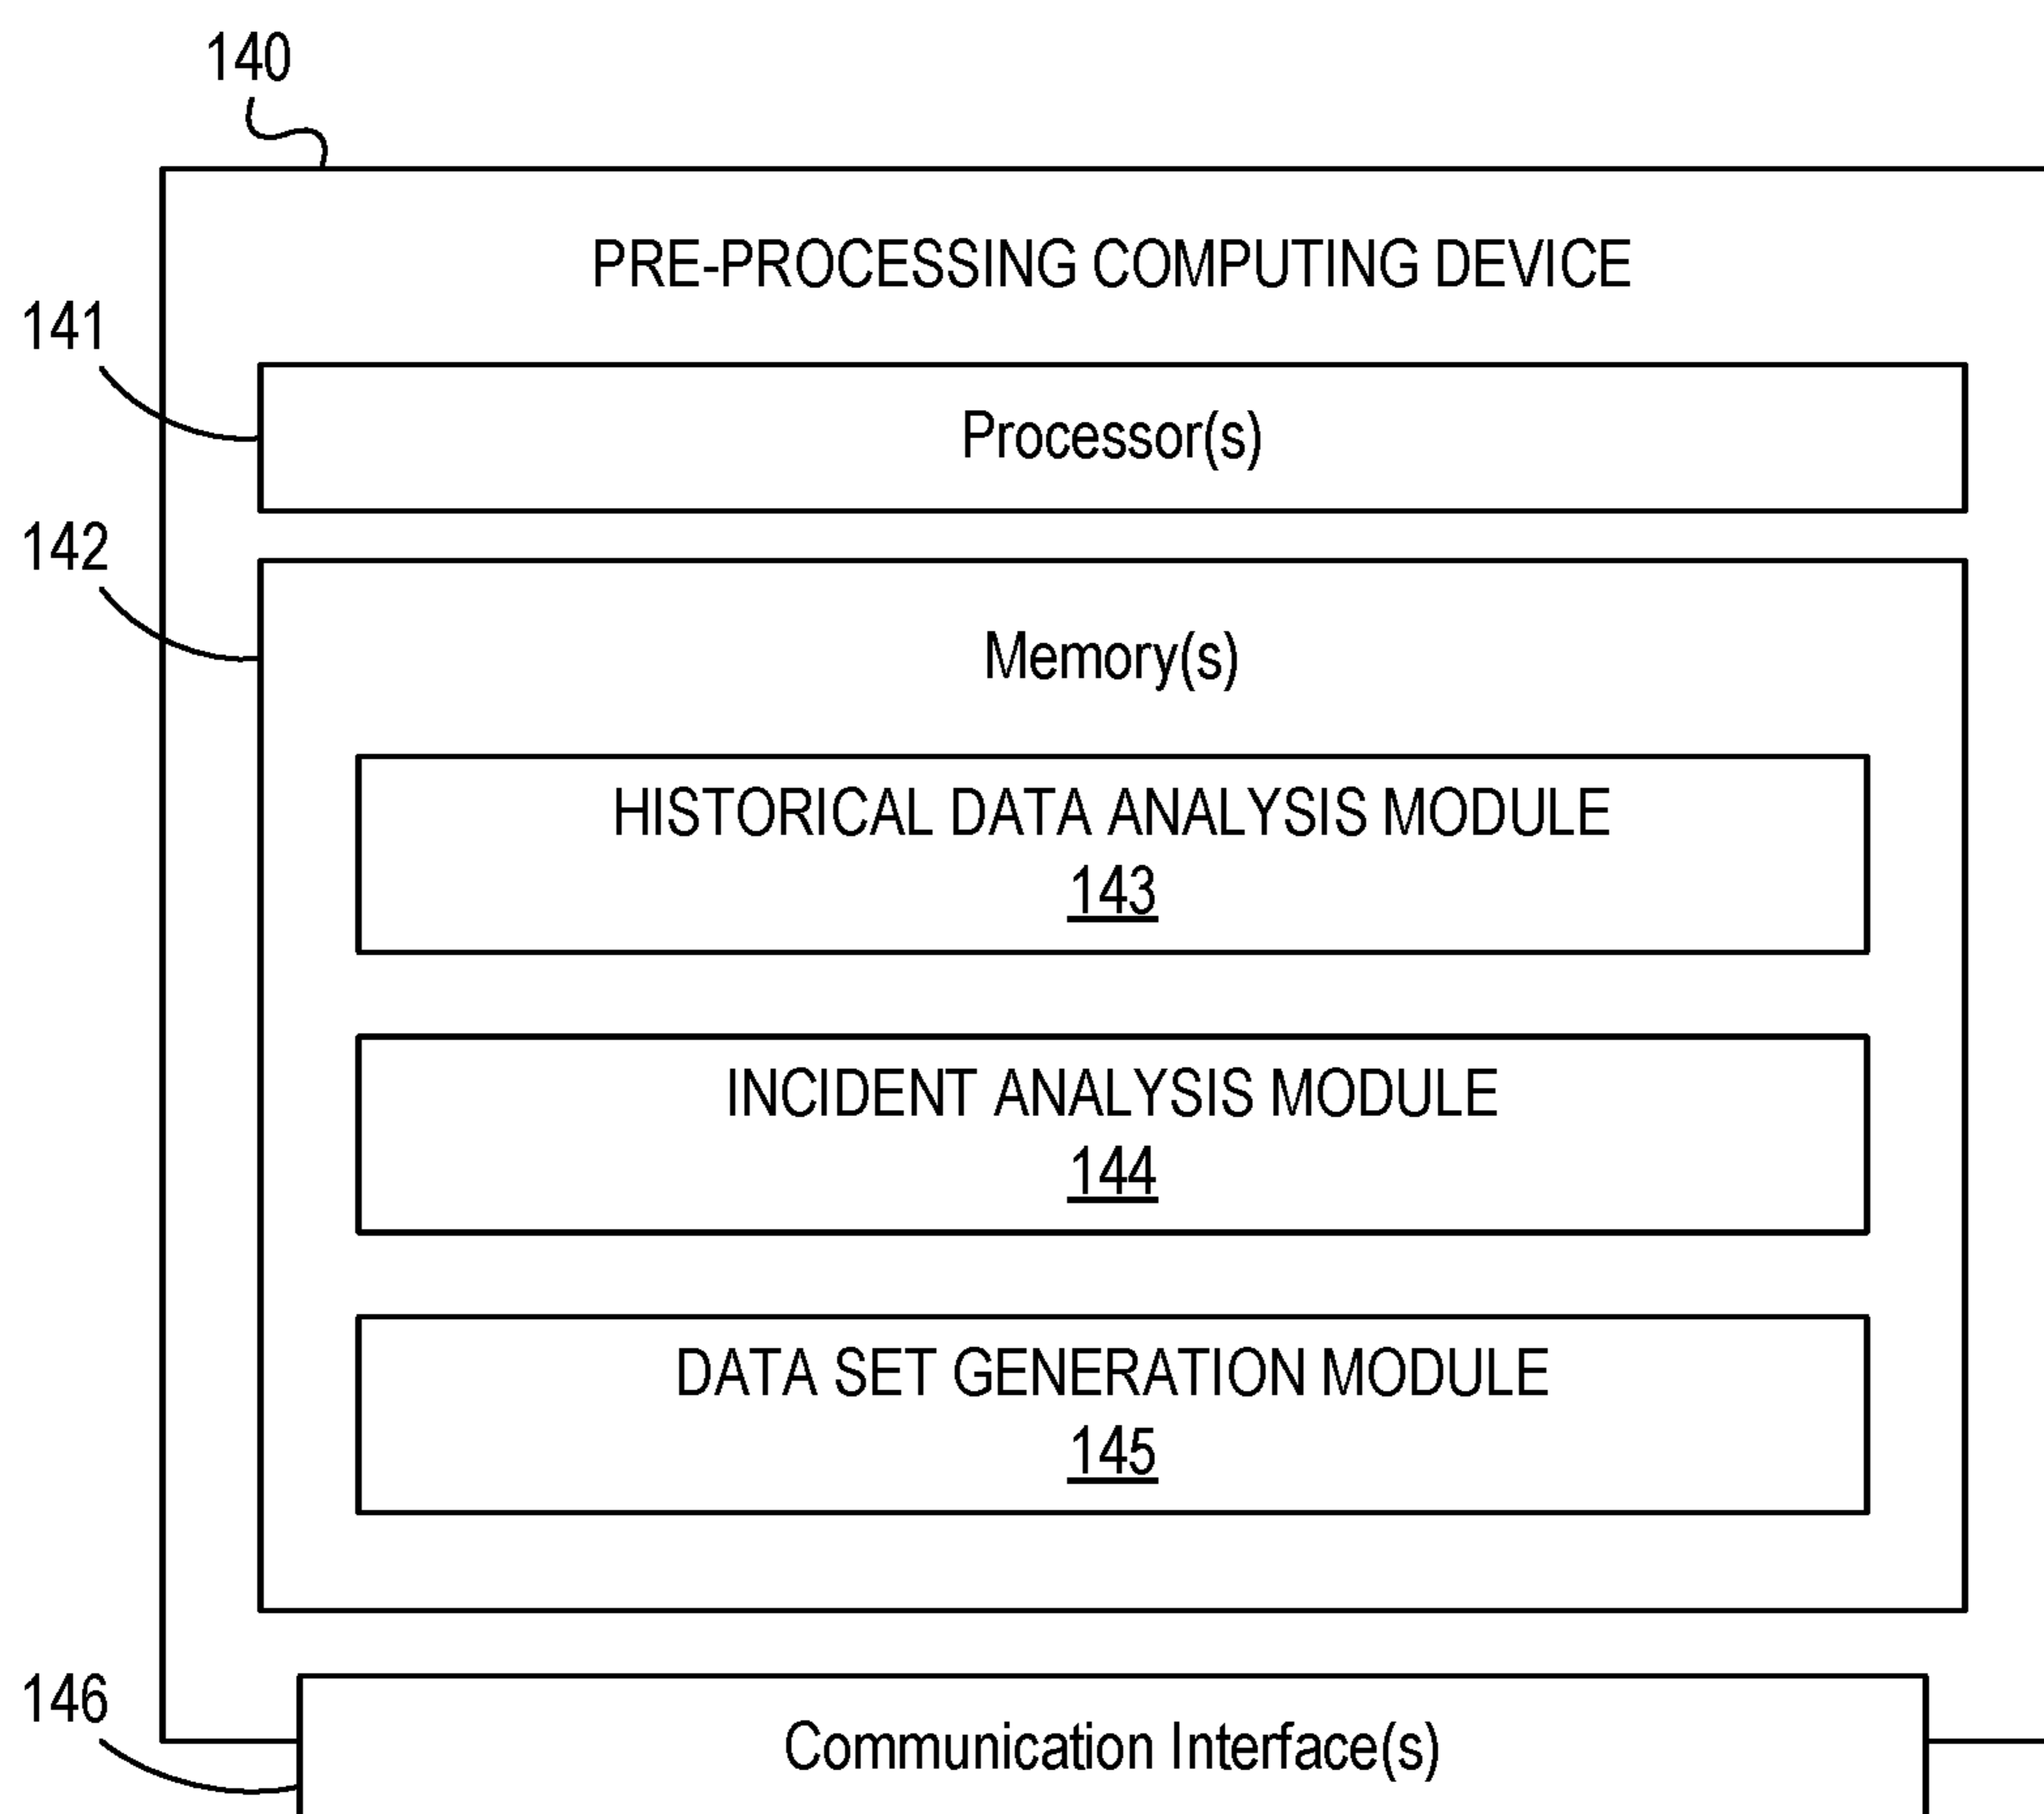 140
PRE-PROCESSING COMPUTING DEVICE
141
Processor(s)
142
Memory(s)
HISTORICAL DATA ANALYSIS MODULE
143
INCIDENT ANALYSIS MODULE
144
DATA SET GENERATION MODULE
145
146
Communication Interface(s)